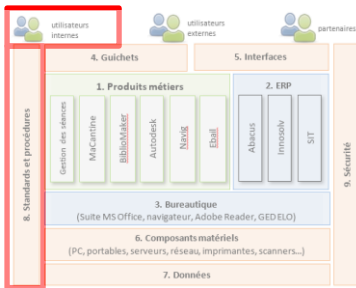 utilisateurs
internes
utilisateurs
externes
partenaires
4. Guichets
5. Interfaces
1. Produits métiers
2. ERP
Gestion des séances
MaCantine
BiblioMaker
Autodesk
Navig
Ebail
Abacus
Innosolv
SIT
3. Bureautique
(Suite MS Office, navigateur, Adobe Reader, GED ELO)
6. Composants matériels
(PC, portables, serveurs, réseau, imprimantes, scanners...)
7. Données
8. Standards et procédures
9. Sécurité